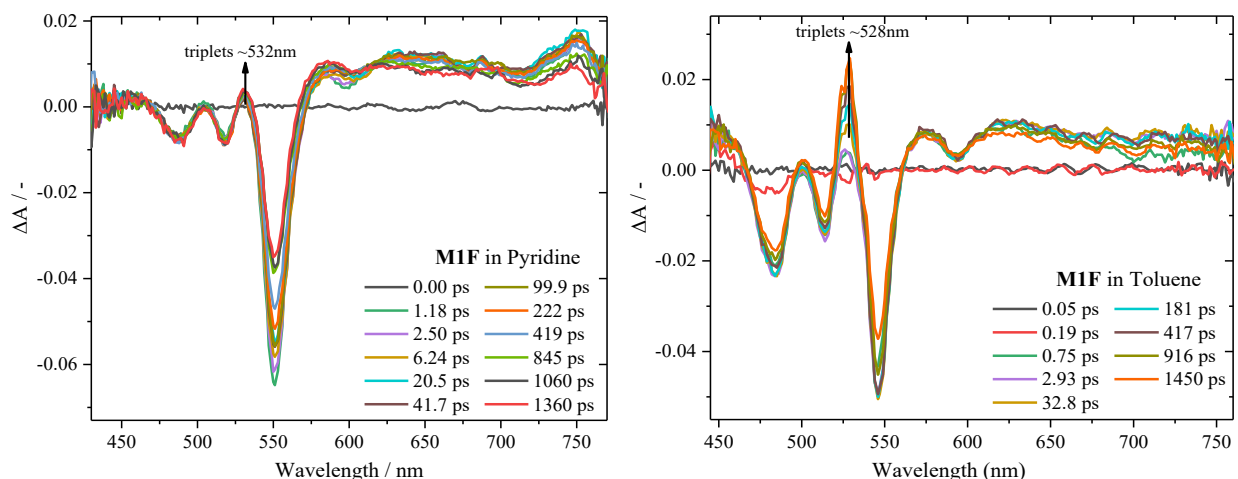 0.02
0.00
-0.02
-0.04
-0.06
ΔA / -
triplets ~532nm
M1F in Pyridine
0.00 ps 99.9 ps
1.18 ps 222 ps
2.50 ps 419 ps
6.24 ps 845 ps
20.5 ps 1060 ps
41.7 ps 1360 ps
450 500 550 600 650 700 750
Wavelength / nm
0.02
0.00
-0.02
-0.04
ΔA / -
triplets ~528nm
M1F in Toluene
0.05 ps 181 ps
0.19 ps 417 ps
0.75 ps 916 ps
2.93 ps 1450 ps
32.8 ps
450 500 550 600 650 700 750
Wavelength (nm)